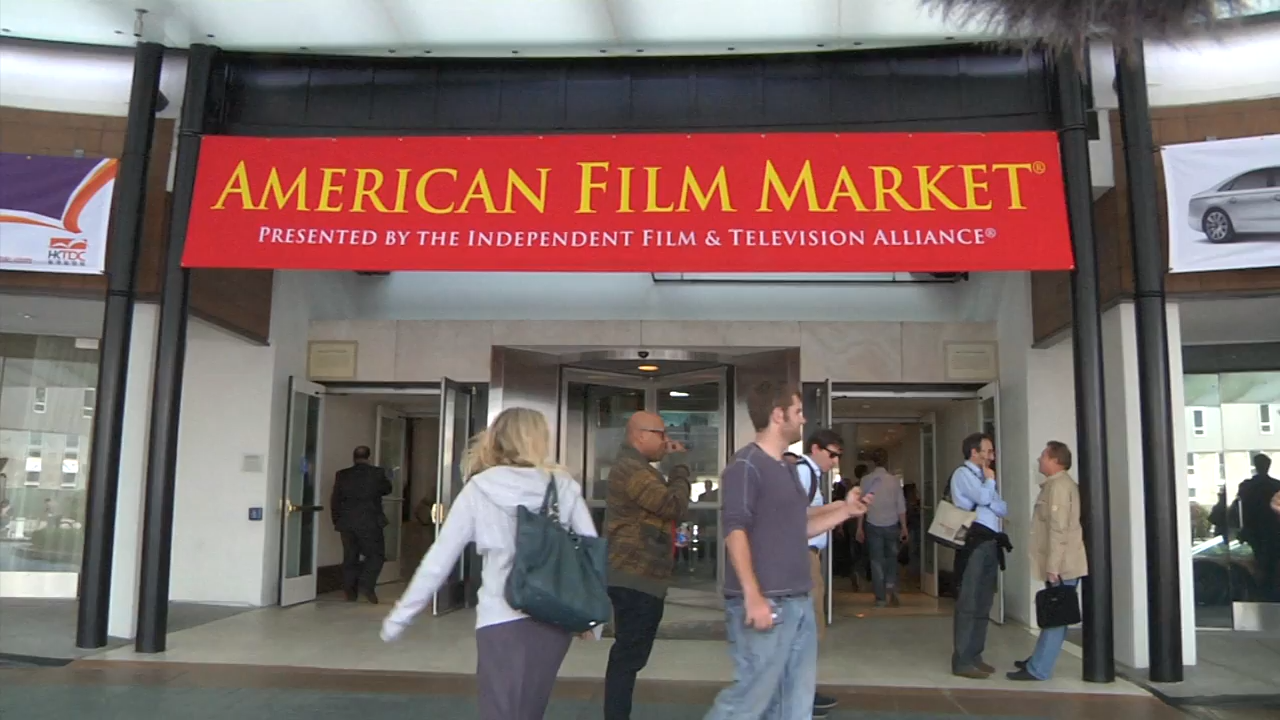 AMERICAN FILM MARKET®
PRESENTED BY THE INDEPENDENT FILM & TELEVISION ALLIANCE®
HKTDC